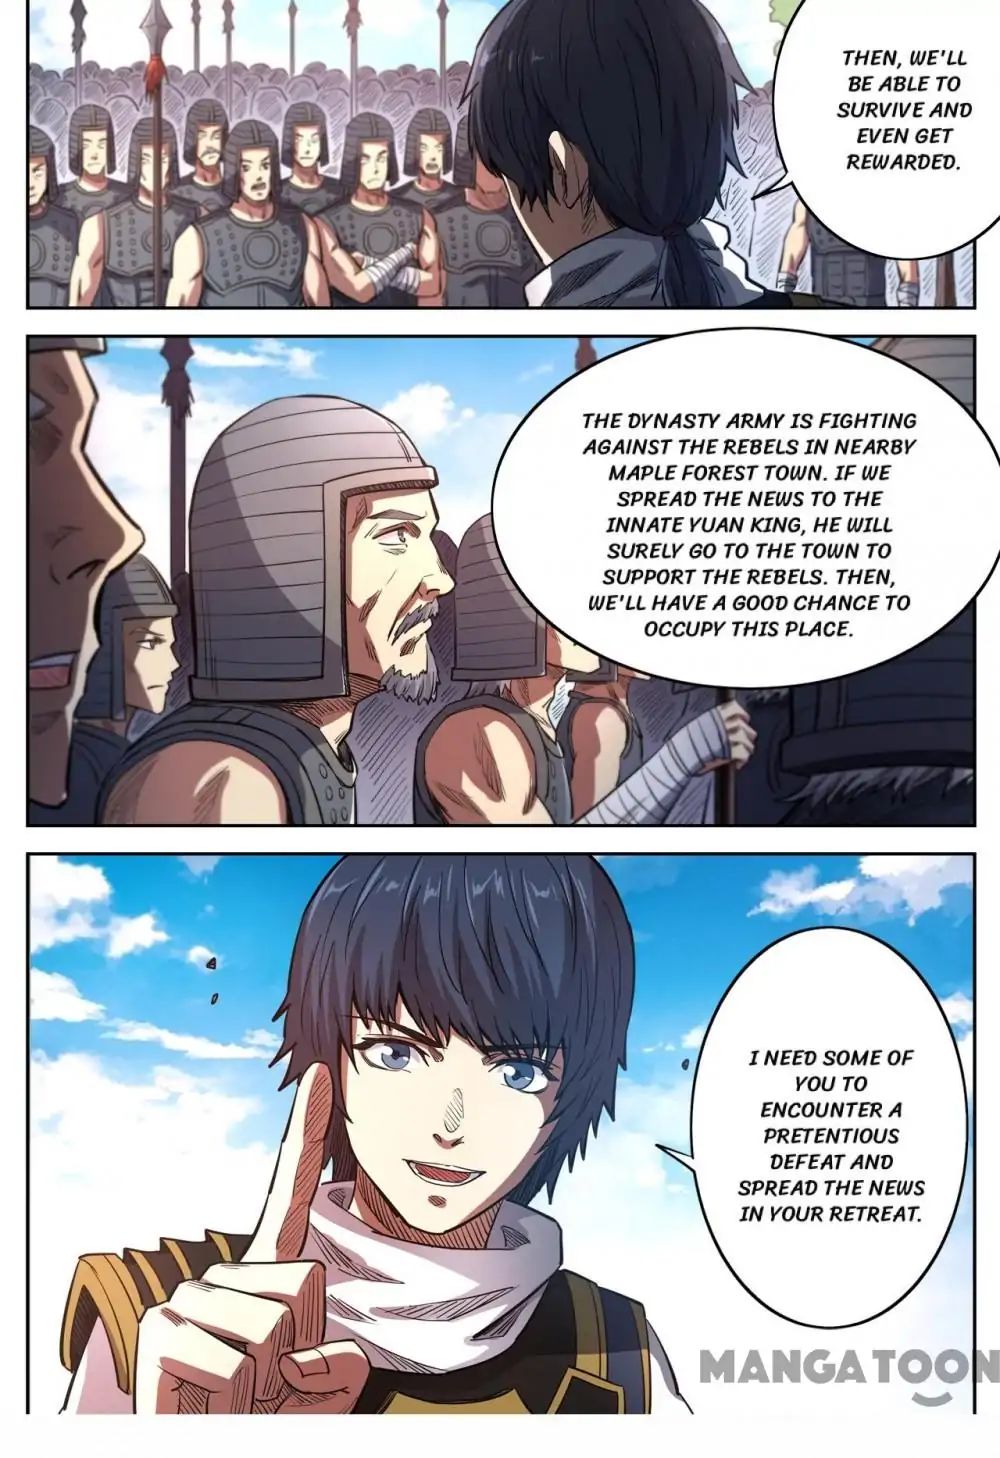 THEN, WE'LL
BE ABLE TO
SURVIVE AND
EVEN GET
REWARDED.
THE DYNASTY ARMY IS FIGHTING
AGAINST THE REBELS IN NEARBY
MAPLE FOREST TOWN. IF WE
SPREAD THE NEWS TO THE
INNATE YUAN KING, HE WILL
SURELY GO TO THE TOWN TO
SUPPORT THE REBELS. THEN,
WE'LL HAVE A GOOD CHANCE TO
OCCUPY THIS PLACE.
I NEED SOME OF
YOU TO
ENCOUNTER A
PRETENTIOUS
DEFEAT AND
SPREAD THE NEWS
IN YOUR RETREAT.
MANGATOON